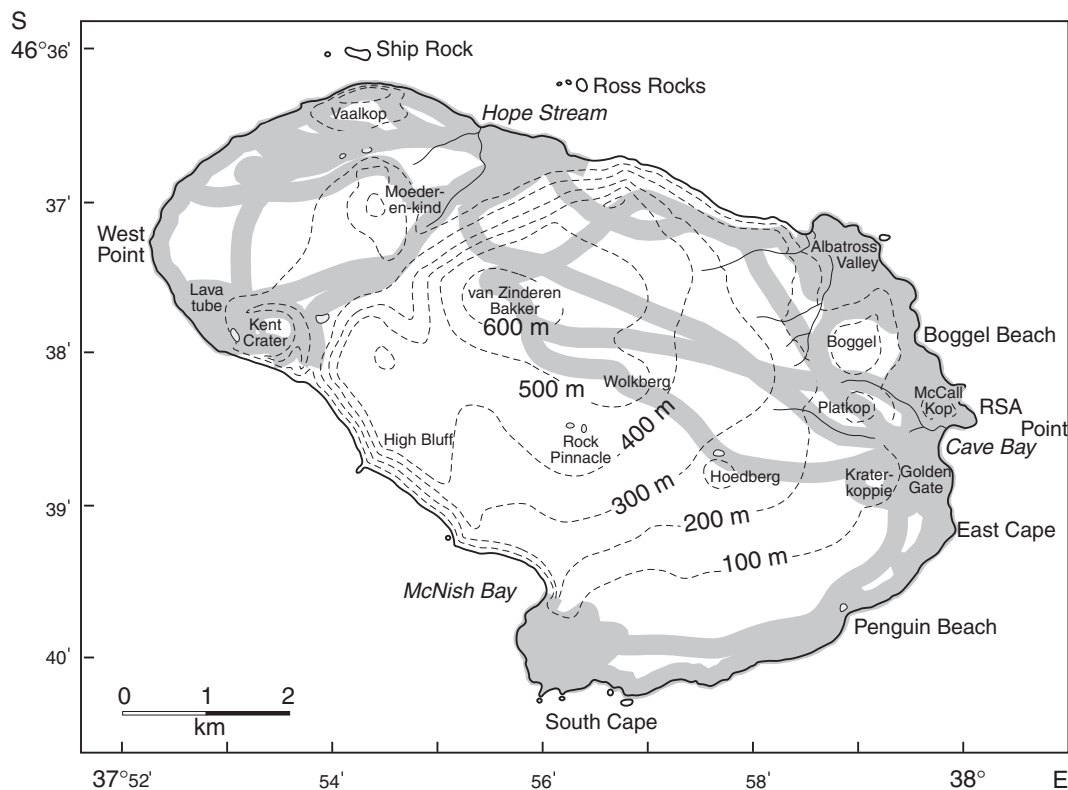 S
46°36'
Ship Rock
Ross Rocks
Vaalkop
Hope Stream
37'
Moeder-
en-kind
West
Point
Albatross
Valley
Lava
tube
van Zinderen
Bakker
600 m
Kent
Crater
Boggel
Boggel Beach
38'
500 m
Wolkberg
McCall
Kop
RSA
Point
Platkop
400 m
High Bluff
Rock
Pinnacle
Cave Bay
Hoedberg
Krater-
koppie
Golden
Gate
300 m
39'
200 m
East Cape
100 m
McNish Bay
Penguin Beach
40'
0 1 2
km
South Cape
37°52' 54' 56' 58' 38° E